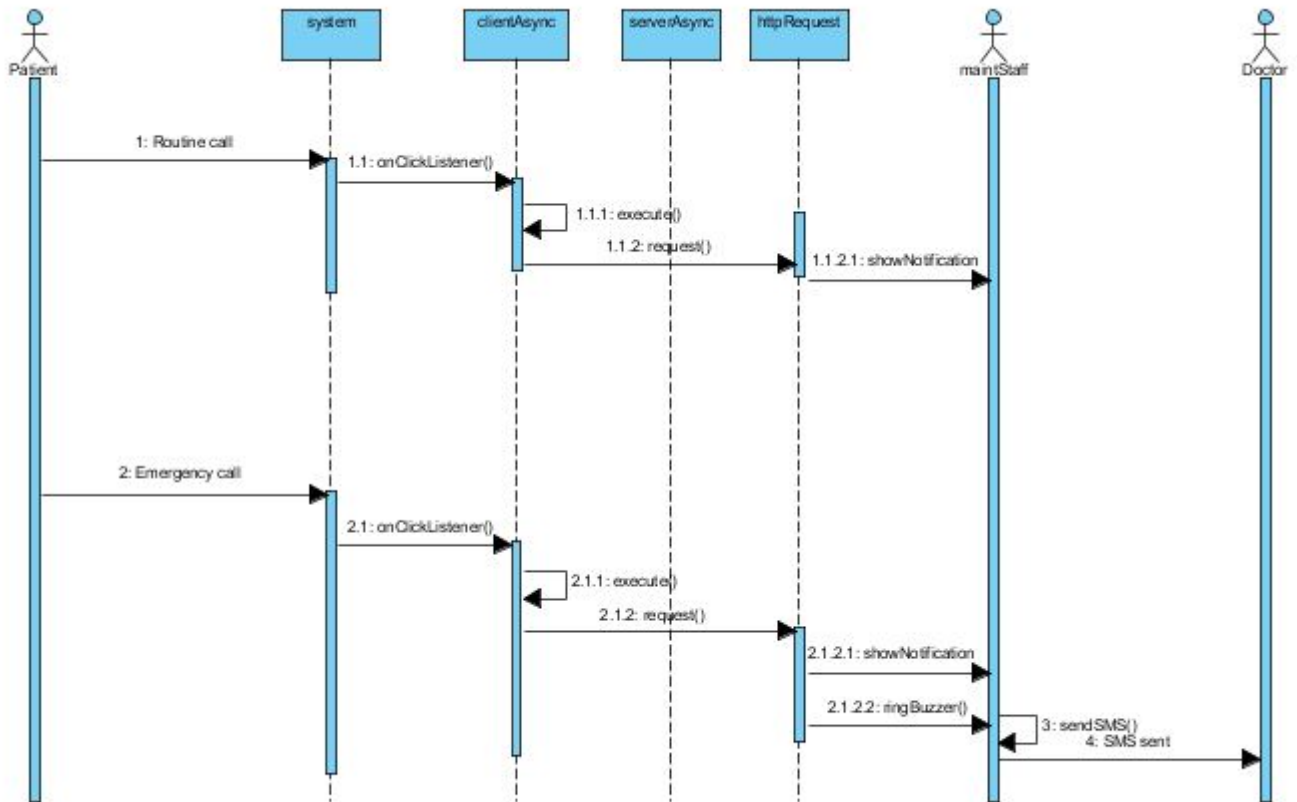 system
clientAsync
serverAsync
httpRequest
Patient
maintStaff
Doctor
1: Routine call
1.1: onClickListener()
1.1.1: execute()
1.1.2: request()
1.1.2.1: showNotification
2: Emergency call
2.1: onClickListener()
2.1.1: execute()
2.1.2: request()
2.1.2.1: showNotification
2.1.2.2: ringBuzzer()
3: sendSMS()
4: SMS sent